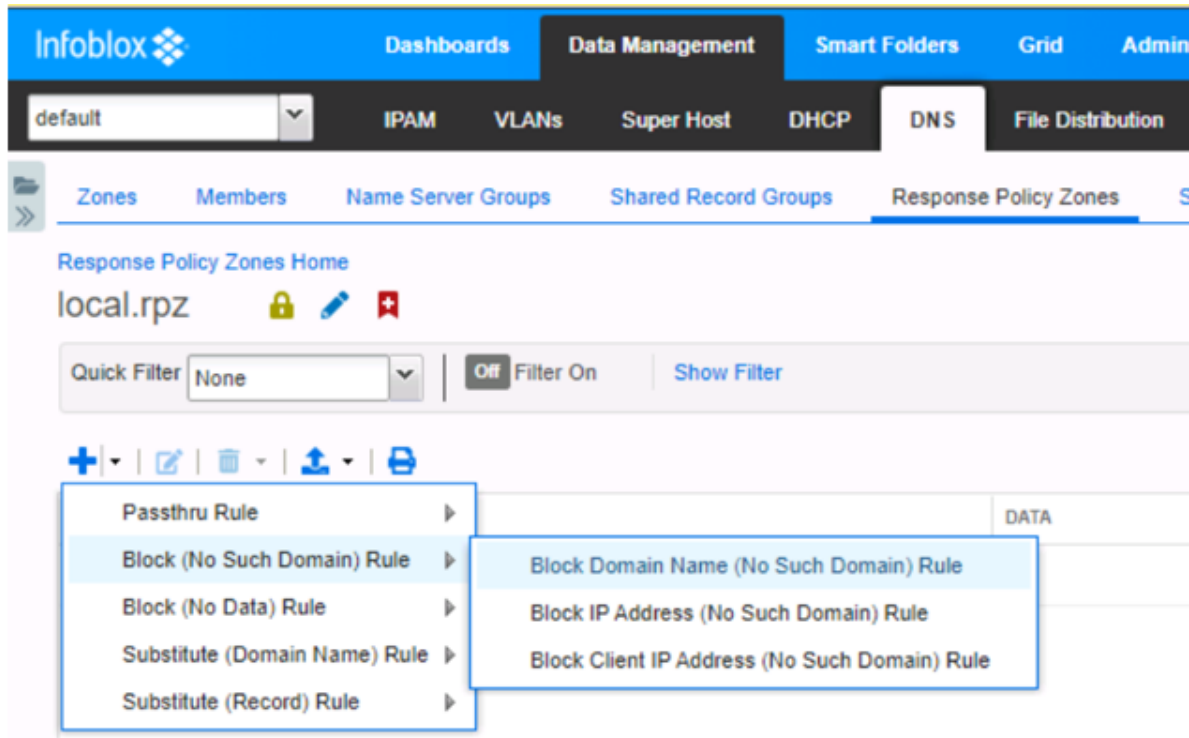 Infoblox Dashboards Data Management Smart Folders Grid Admin
default IPAM VLANs Super Host DHCP DNS File Distribution
Zones Members Name Server Groups Shared Record Groups Response Policy Zones S
Response Policy Zones Home
local.rpz
Quick Filter None Off Filter On Show Filter
Passthru Rule DATA
Block (No Such Domain) Rule Block Domain Name (No Such Domain) Rule
Block (No Data) Rule Block IP Address (No Such Domain) Rule
Substitute (Domain Name) Rule Block Client IP Address (No Such Domain) Rule
Substitute (Record) Rule